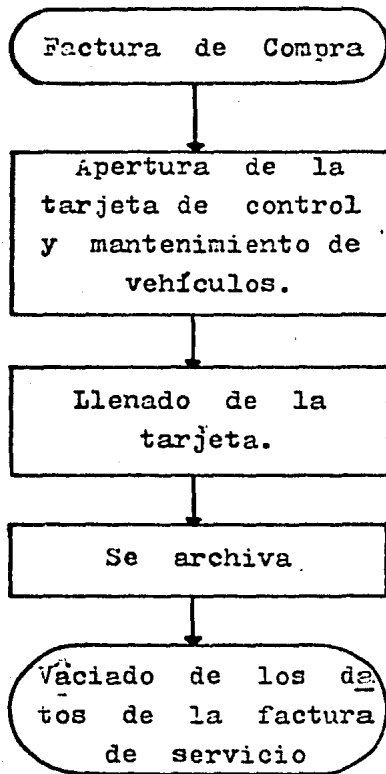 Factura de Compra
Apertura de la
tarjeta de control
y mantenimiento de
vehículos.
Llenado de la
tarjeta.
Se archiva
Vaciado de los da
tos de la factura
de servicio